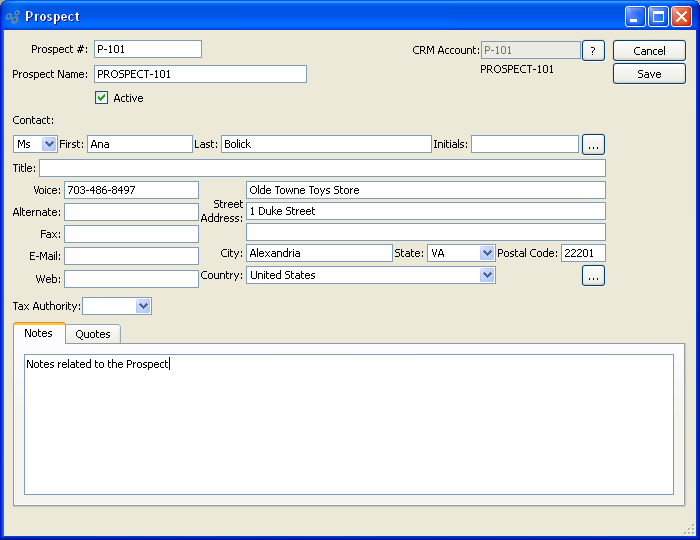 Prospect
Prospect #: P-101 CRM Account: P-101 ? Cancel
Prospect Name: PROSPECT-101 PROSPECT-101 Save
Active
Contact:
Ms First: Ana Last: Bolick Initials: ...
Title:
Voice: 703-486-8497 Olde Towne Toys Store
Alternate: Street Address: 1 Duke Street
Fax:
E-Mail: City: Alexandria State: VA Postal Code: 22201
Web: Country: United States ...
Tax Authority:
Notes Quotes
Notes related to the Prospect